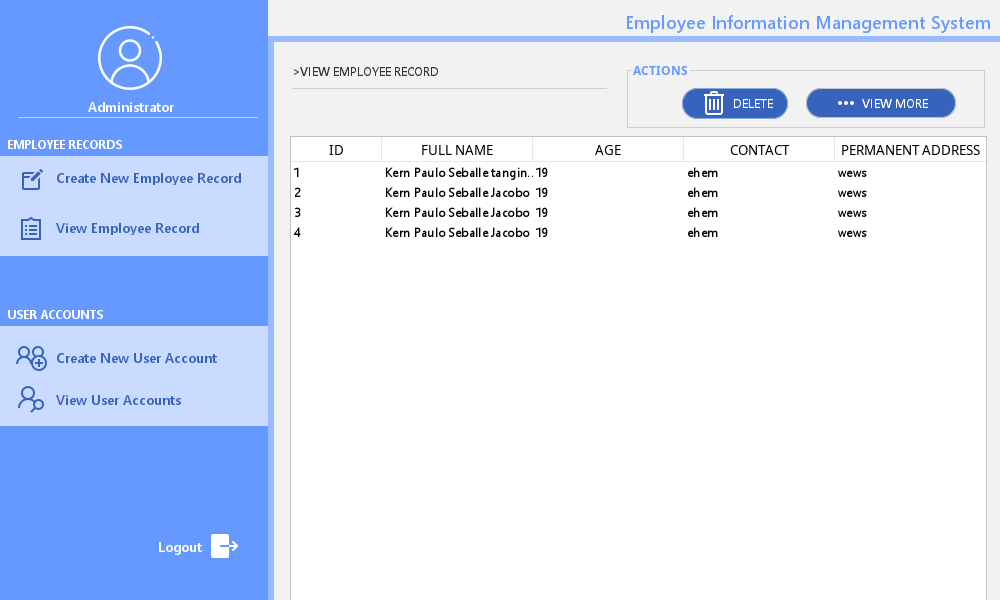 Employee Information Management System
Administrator
EMPLOYEE RECORDS
Create New Employee Record
View Employee Record
USER ACCOUNTS
Create New User Account
View User Accounts
Logout
>VIEW EMPLOYEE RECORD
ACTIONS
DELETE
VIEW MORE
ID FULL NAME AGE CONTACT PERMANENT ADDRESS
1 Kern Paulo Seballe tangin.. 19 ehem wews
2 Kern Paulo Seballe Jacobo 19 ehem wews
3 Kern Paulo Seballe Jacobo 19 ehem wews
4 Kern Paulo Seballe Jacobo 19 ehem wews